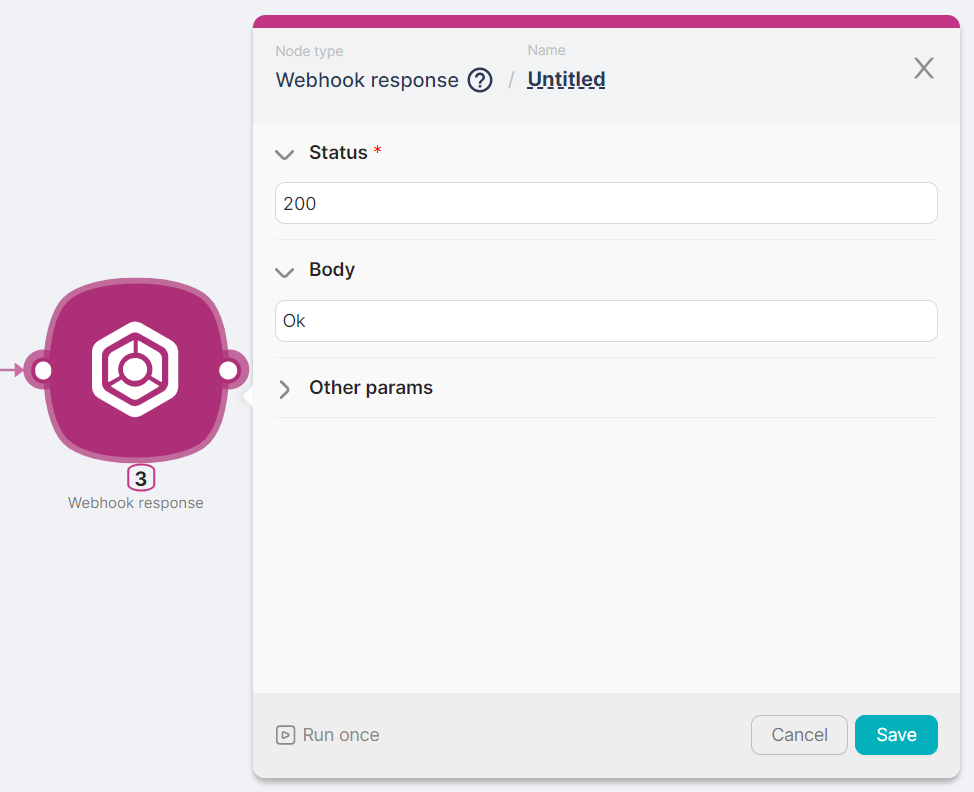 Node type
Name
Webhook response ? / Untitled
Status *
200
Body
Ok
Other params
3
Webhook response
Run once
Cancel
Save